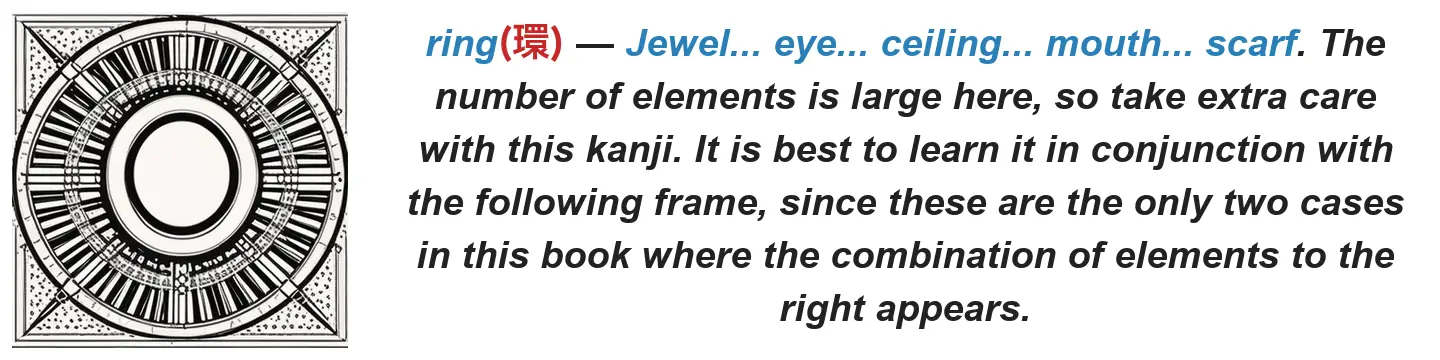 ring(環) — Jewel... eye... ceiling... mouth... scarf. The
number of elements is large here, so take extra care
with this kanji. It is best to learn it in conjunction with
the following frame, since these are the only two cases
in this book where the combination of elements to the
right appears.